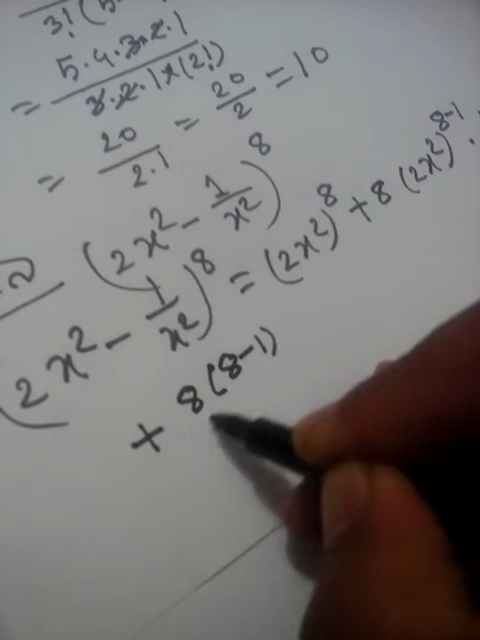 3!(5
= 5.4.3.2.1 / 3.2.1×(2!)
= 20 / 2.1 = 20 / 2 = 10
(2x² - 1/x²)⁸
(2x² - 1/x²)⁸ = (2x²)⁸ + 8 (2x²)⁸⁻¹ .
+ 8(8-1)